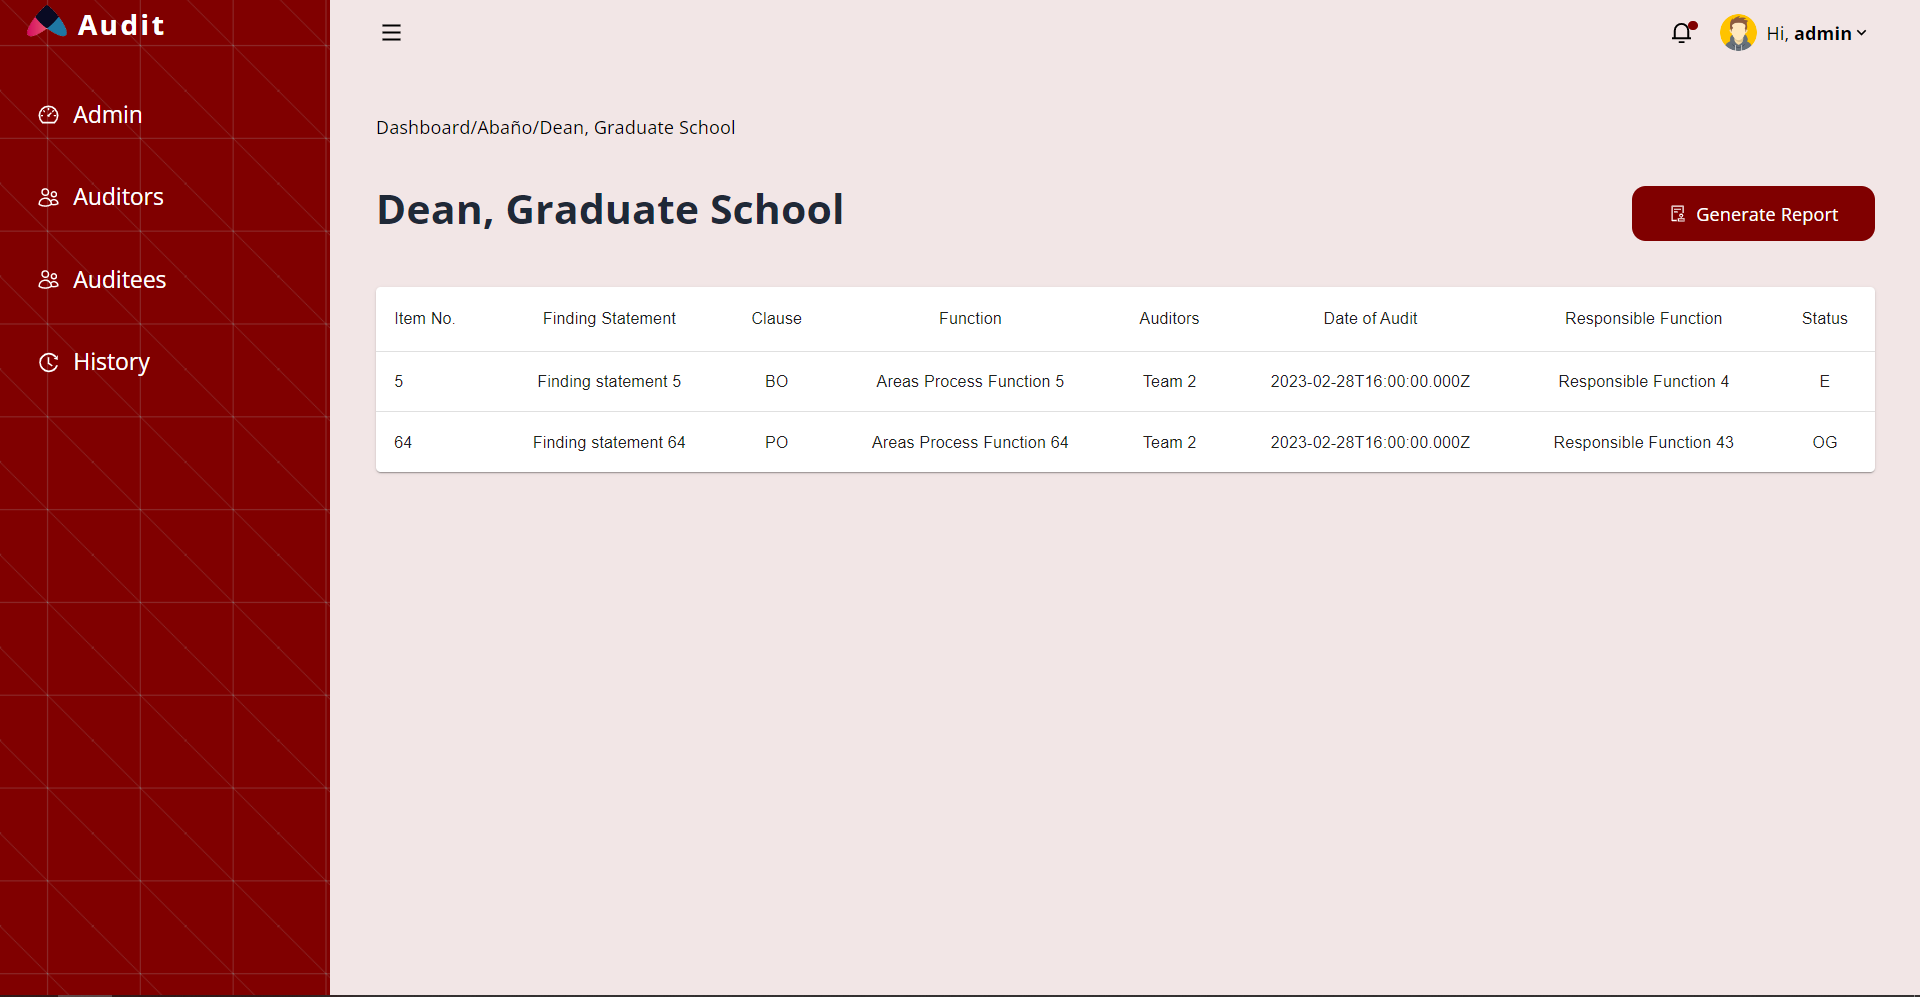 Audit
Hi, admin
Admin
Auditors
Auditees
History
Dashboard/Abaño/Dean, Graduate School
Dean, Graduate School
Generate Report
Item No. Finding Statement Clause Function Auditors Date of Audit Responsible Function Status
5 Finding statement 5 BO Areas Process Function 5 Team 2 2023-02-28T16:00:00.000Z Responsible Function 4 E
64 Finding statement 64 PO Areas Process Function 64 Team 2 2023-02-28T16:00:00.000Z Responsible Function 43 OG